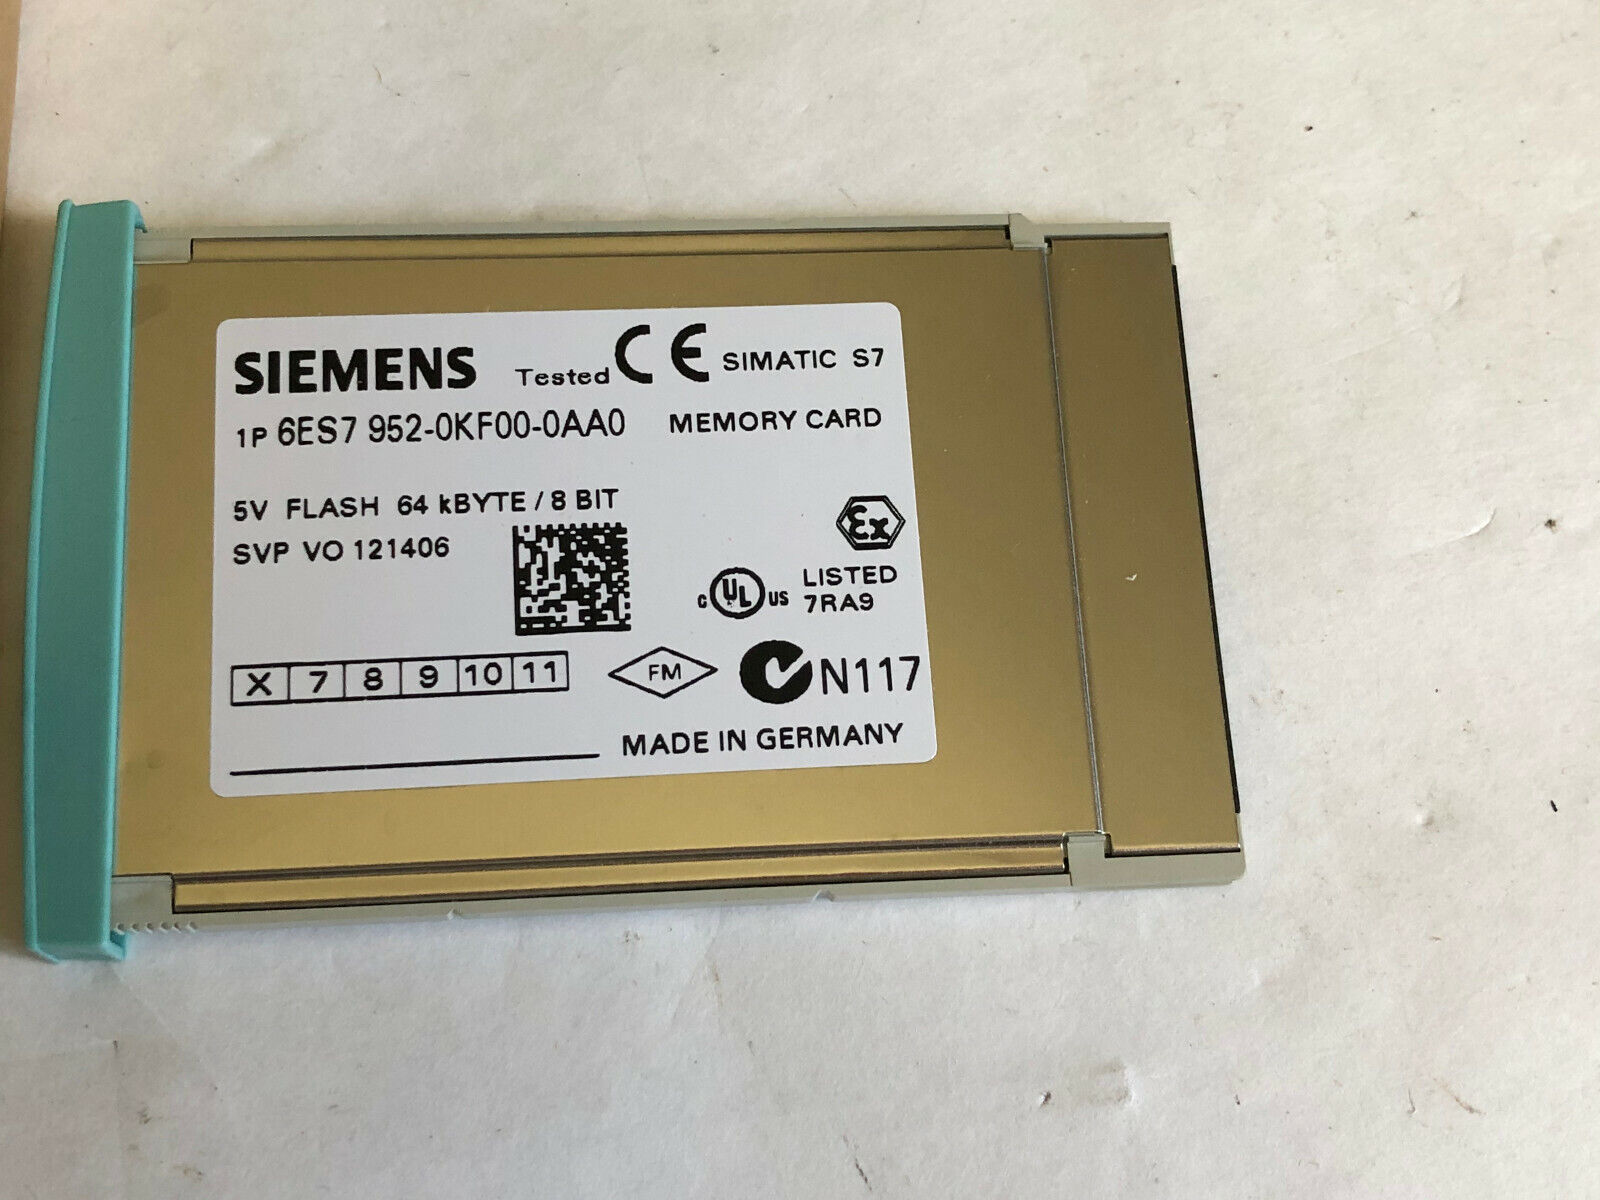 SIEMENS Tested CE SIMATIC S7
1P 6ES7 952-0KF00-0AA0 MEMORY CARD
5V FLASH 64 kBYTE / 8 BIT
SVP VO 121406
Ex
C UL US LISTED
7RA9
X 7 8 9 10 11
FM
N117
MADE IN GERMANY